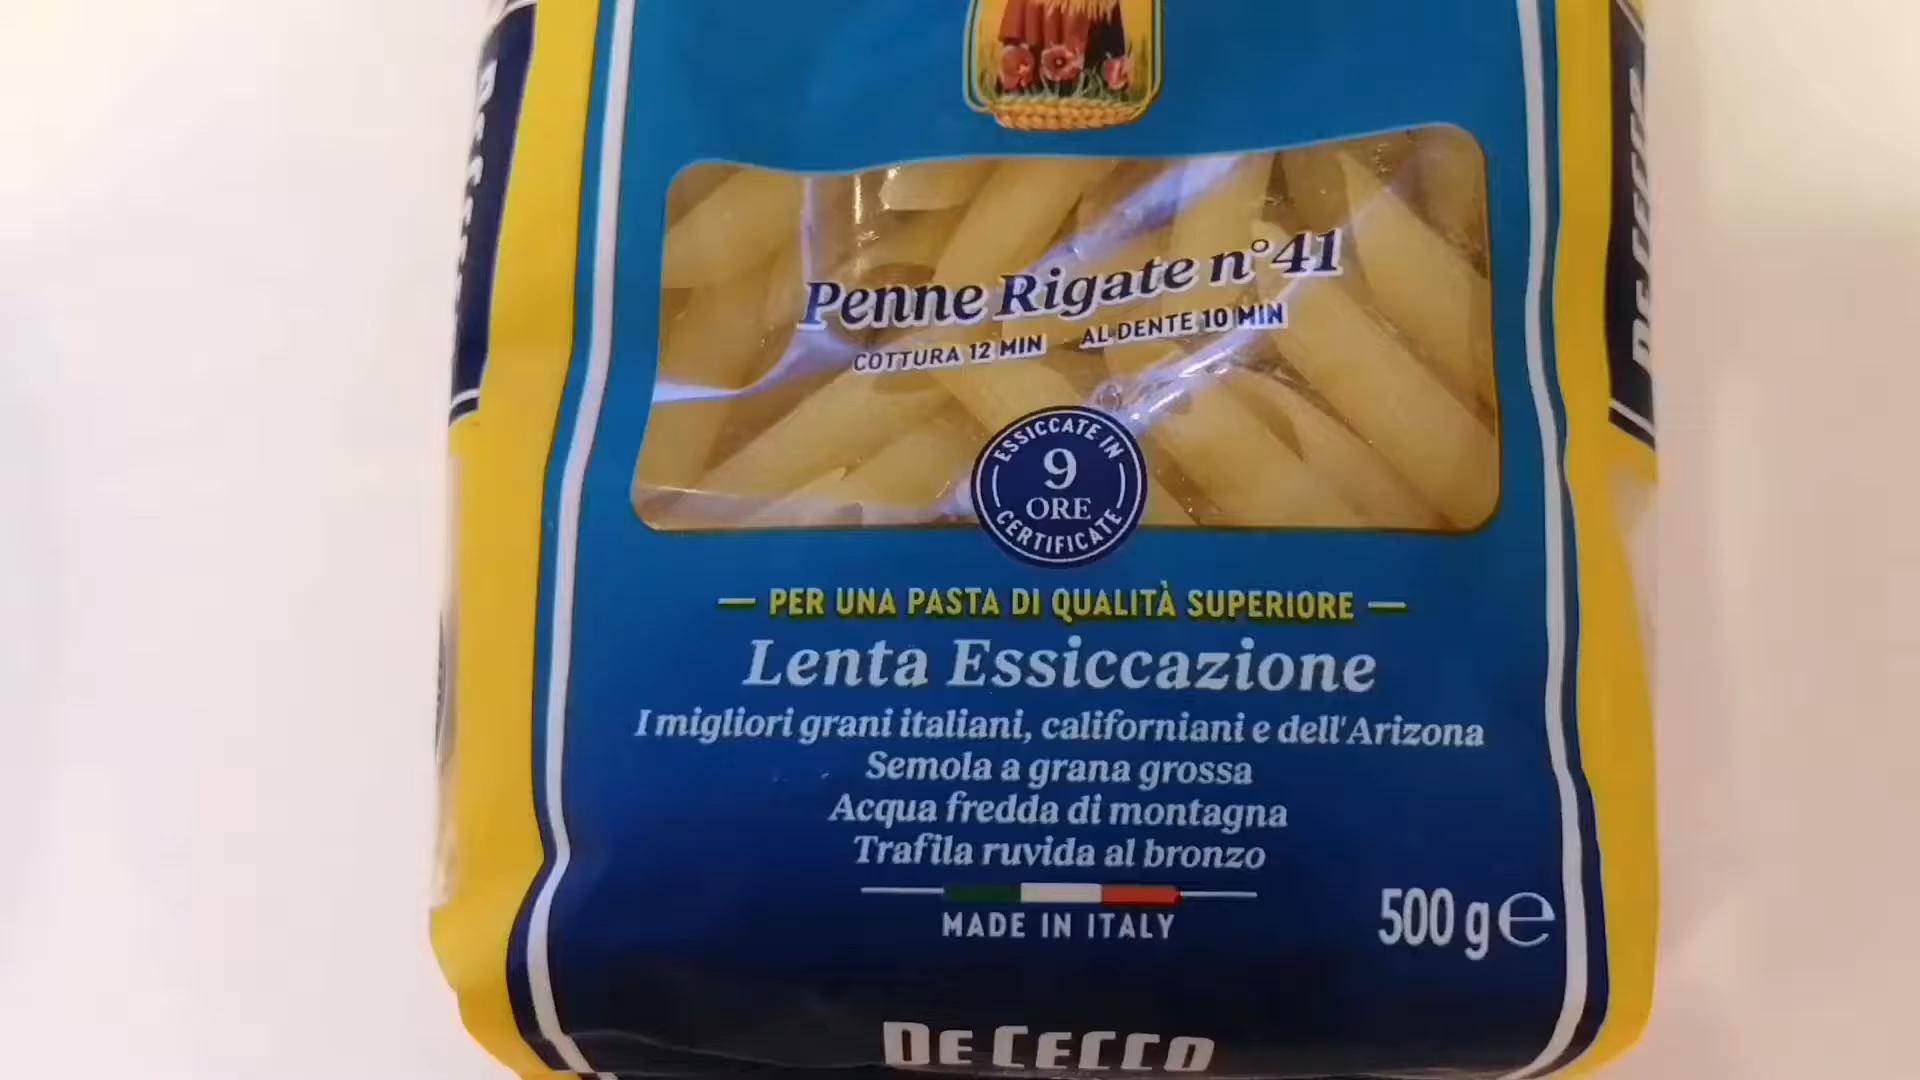 Penne Rigate n°41
COTTURA 12 MIN AL DENTE 10 MIN
ESSICCATE IN
9
ORE
CERTIFICATE
— PER UNA PASTA DI QUALITÀ SUPERIORE —
Lenta Essiccazione
I migliori grani italiani, californiani e dell'Arizona
Semola a grana grossa
Acqua fredda di montagna
Trafila ruvida al bronzo
MADE IN ITALY
500 g ℮
DE CECCO
DE CECCO